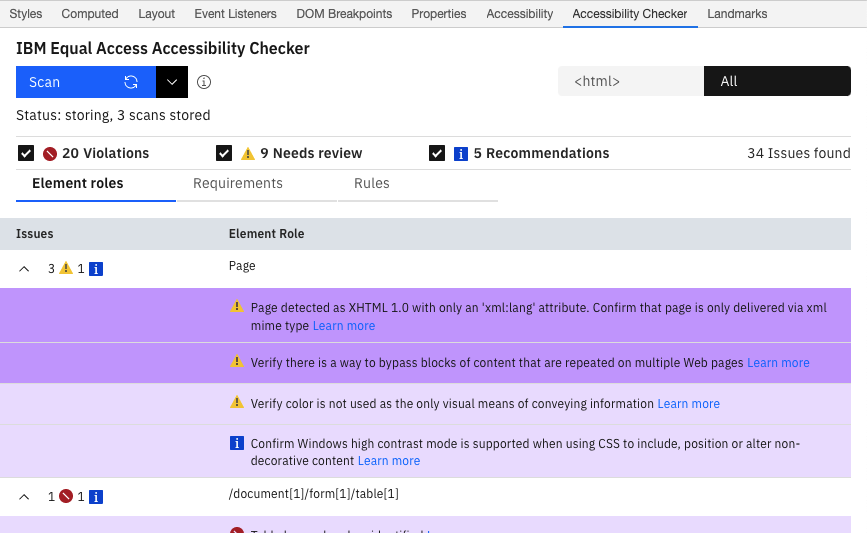 Styles Computed Layout Event Listeners DOM Breakpoints Properties Accessibility Accessibility Checker Landmarks
IBM Equal Access Accessibility Checker
Scan <html> All
Status: storing, 3 scans stored
20 Violations 9 Needs review 5 Recommendations 34 Issues found
Element roles Requirements Rules
Issues Element Role
3 1 Page
Page detected as XHTML 1.0 with only an 'xml:lang' attribute. Confirm that page is only delivered via xml
mime type Learn more
Verify there is a way to bypass blocks of content that are repeated on multiple Web pages Learn more
Verify color is not used as the only visual means of conveying information Learn more
Confirm Windows high contrast mode is supported when using CSS to include, position or alter non-
decorative content Learn more
1 1 /document[1]/form[1]/table[1]